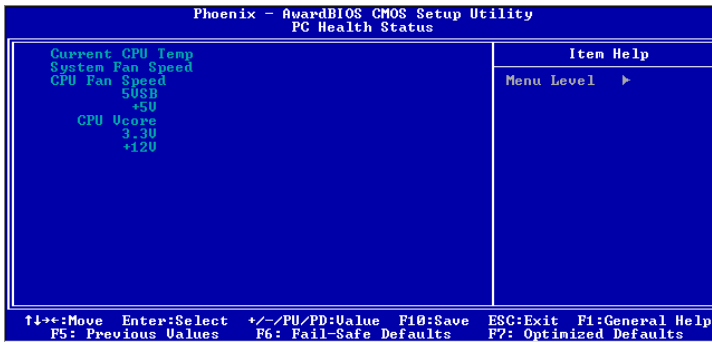 Phoenix - AwardBIOS CMOS Setup Utility
PC Health Status
Current CPU Temp
System Fan Speed
CPU Fan Speed
5VSB
+5V
CPU Vcore
3.3V
+12V
Item Help
Menu Level ▶
↑↓→←:Move Enter:Select +/-/PU/PD:Value F10:Save ESC:Exit F1:General Help
F5: Previous Values F6: Fail-Safe Defaults F7: Optimized Defaults